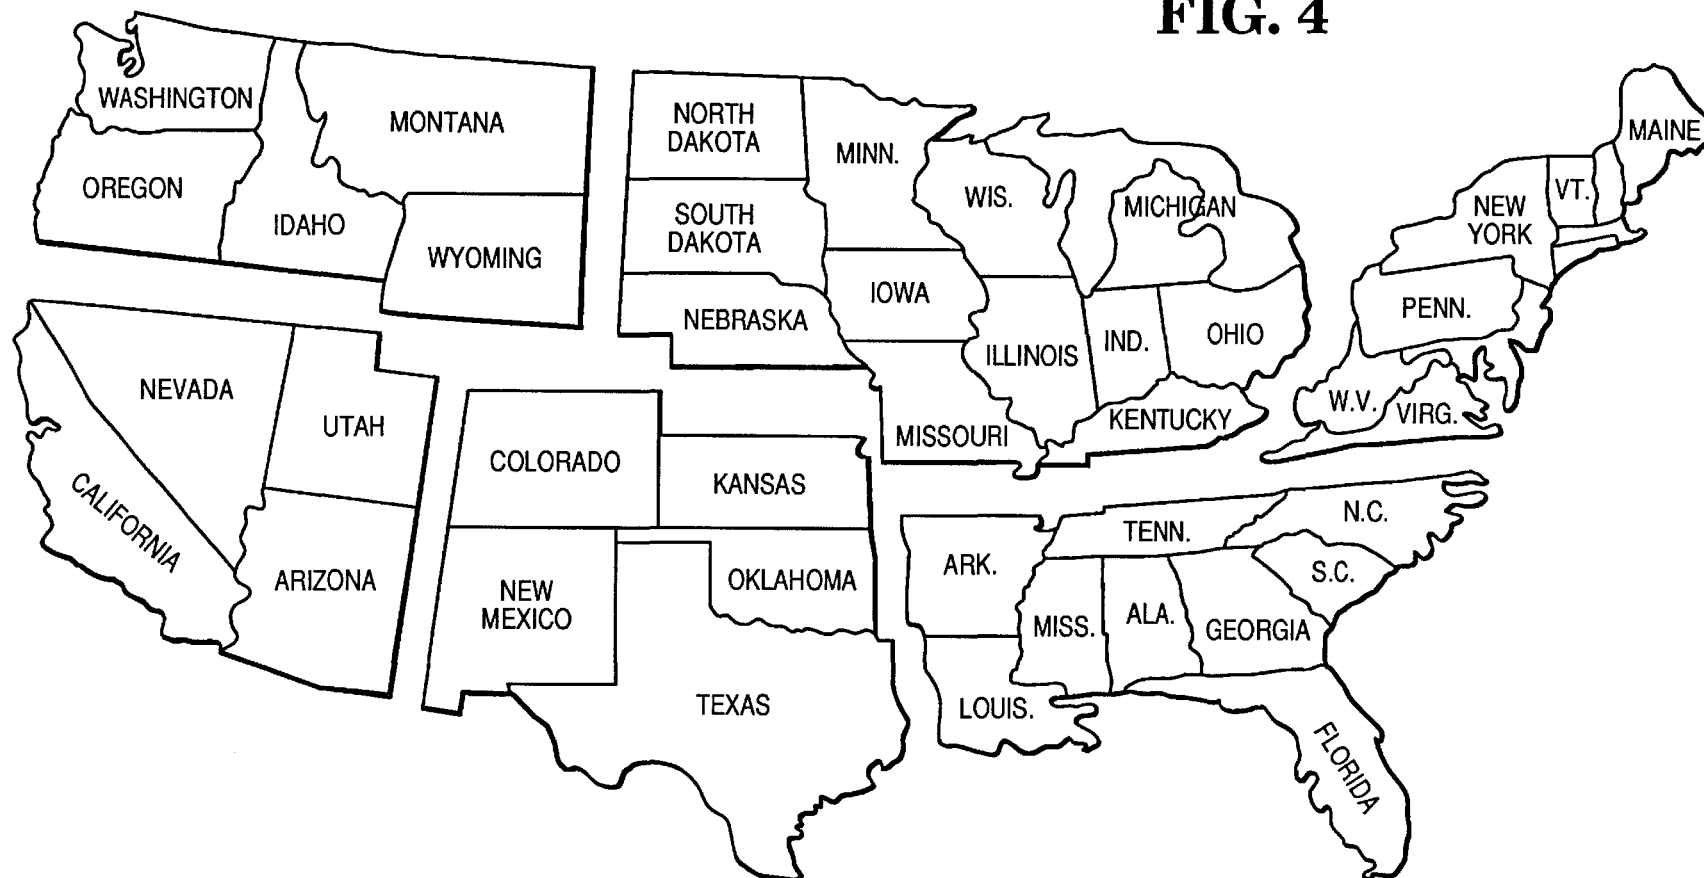 FIG. 4
WASHINGTON
MONTANA
OREGON
IDAHO
WYOMING
NORTH
DAKOTA
SOUTH
DAKOTA
NEBRASKA
MINN.
IOWA
WIS.
MICHIGAN
ILLINOIS
IND.
OHIO
KENTUCKY
MISSOURI
MAINE
VT.
NEW
YORK
PENN.
W.V.
VIRG.
NEVADA
UTAH
CALIFORNIA
ARIZONA
COLORADO
KANSAS
NEW
MEXICO
OKLAHOMA
TEXAS
ARK.
LOUIS.
TENN.
N.C.
S.C.
MISS.
ALA.
GEORGIA
FLORIDA